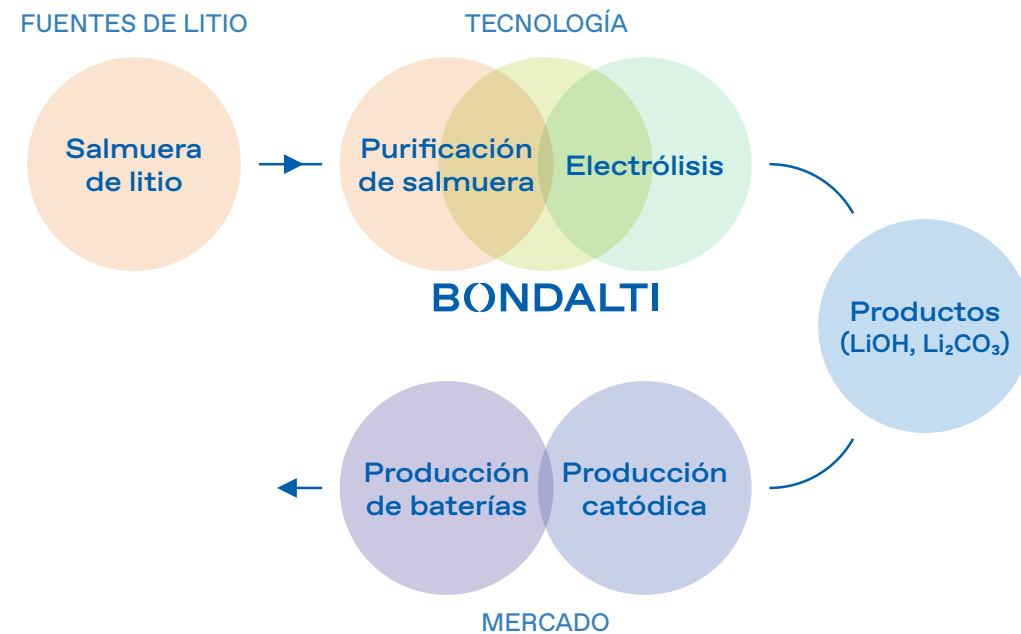 FUENTES DE LITIO
TECNOLOGÍA
Salmuera
de litio
Purificación
de salmuera
Electrólisis
BONDALTI
Productos
(LiOH, Li₂CO₃)
Producción
de baterías
Producción
catódica
MERCADO